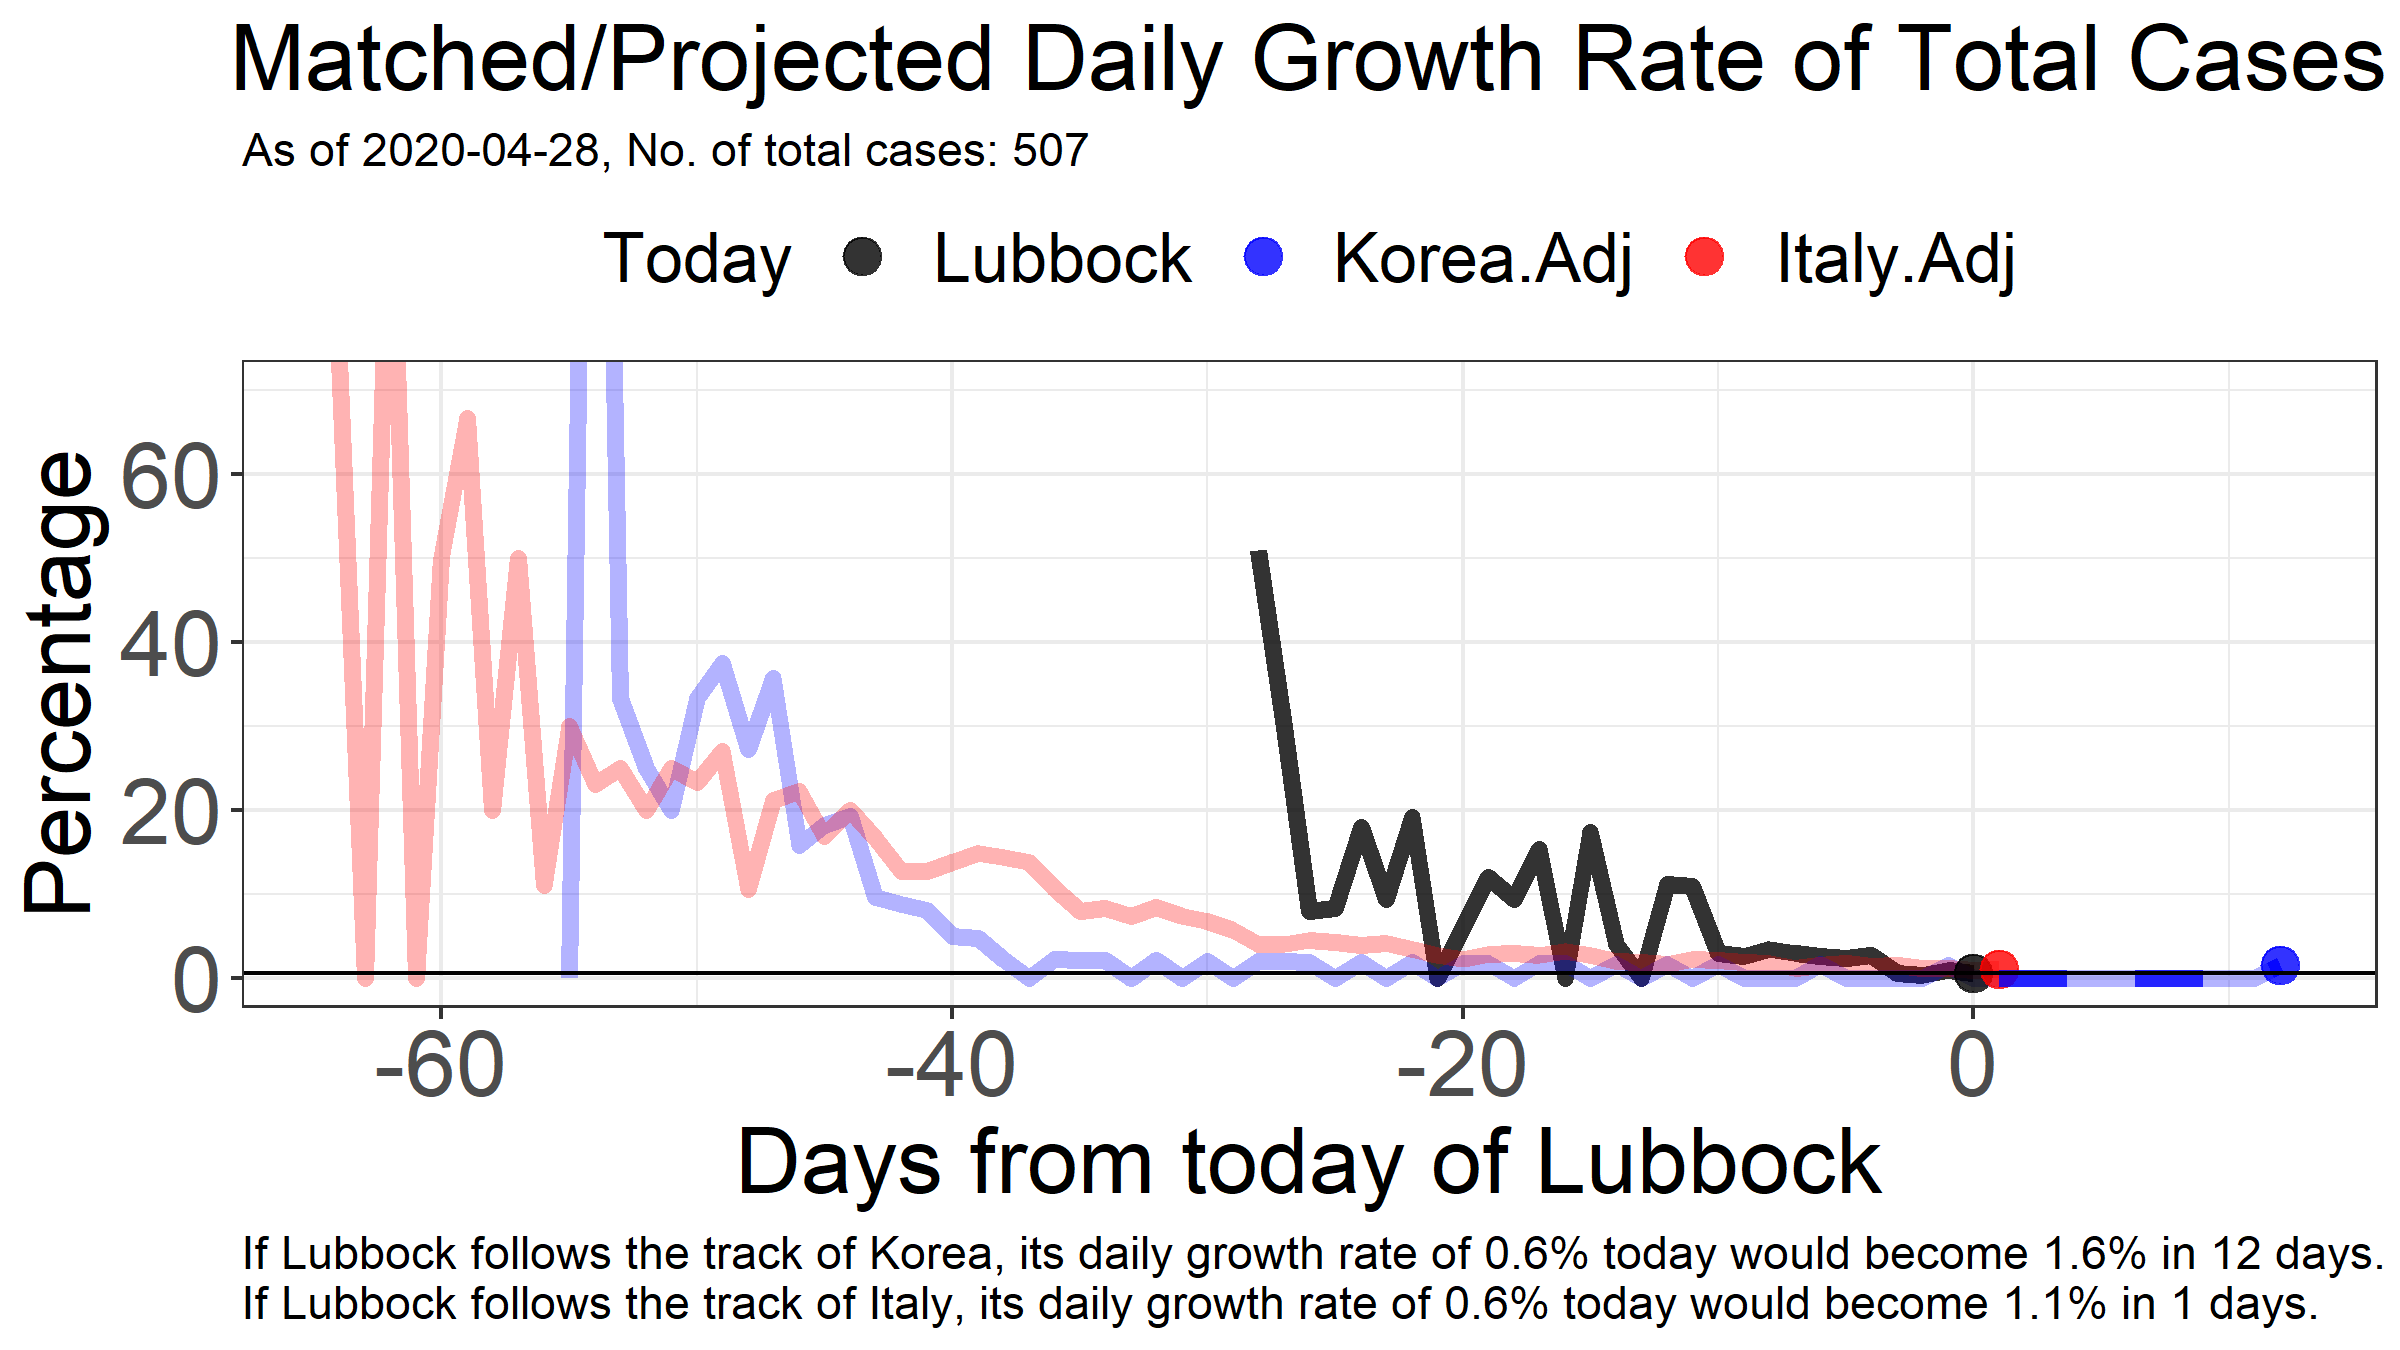 Matched/Projected Daily Growth Rate of Total Cases
As of 2020-04-28, No. of total cases: 507
Today Lubbock Korea.Adj Italy.Adj
Percentage
60
40
20
0
-60 -40 -20 0
Days from today of Lubbock
If Lubbock follows the track of Korea, its daily growth rate of 0.6% today would become 1.6% in 12 days.
If Lubbock follows the track of Italy, its daily growth rate of 0.6% today would become 1.1% in 1 days.